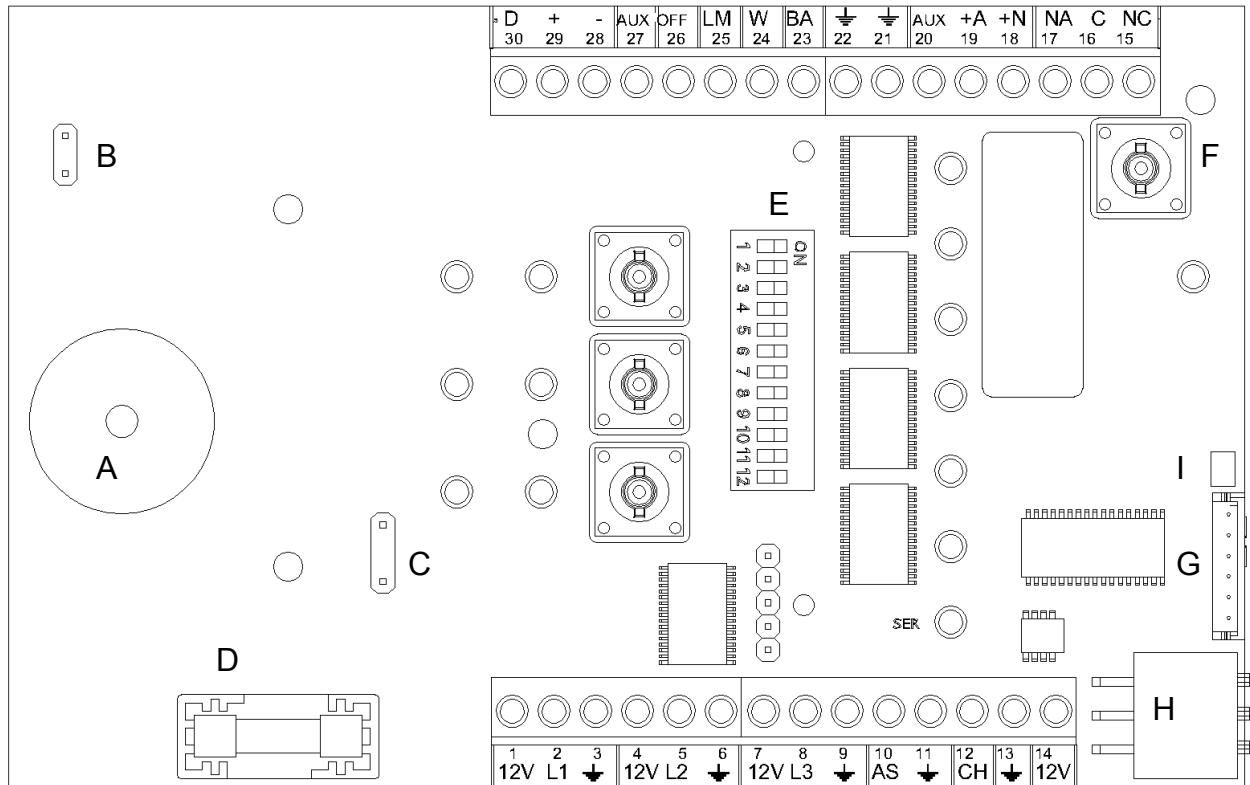 D + - AUX OFF LM W BA ⏚ ⏚ AUX +A +N NA C NC
30 29 28 27 26 25 24 23 22 21 20 19 18 17 16 15
B
F
E
ON
1
2
3
4
5
6
7
8
9
10
11
12
A
I
C
G
SER
D
H
1 2 3 4 5 6 7 8 9 10 11 12 13 14
12V L1 ⏚ 12V L2 ⏚ 12V L3 ⏚ AS ⏚ CH ⏚ 12V